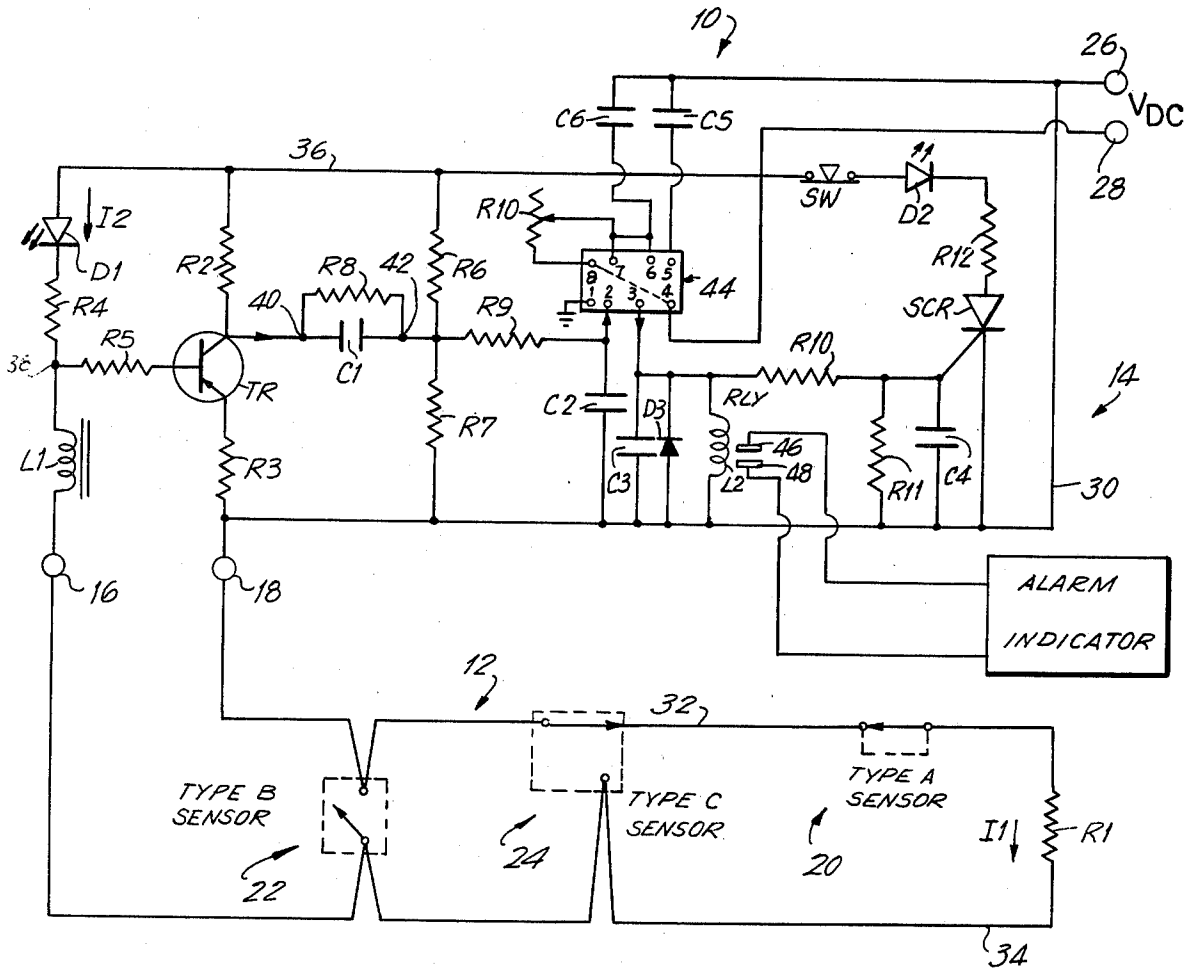 10
26
VDC
28
C6
C5
36
I2
D1
R4
R2
R8
40
42
R6
R10
8 7 6 5
1 2 3 4
44
SW
D2
R12
SCR
R9
38
R5
C1
TR
R10
14
C2
D3
RLY
R7
L1
R3
C3
L2
46
48
R11
C4
30
16
18
ALARM
INDICATOR
12
32
TYPE B
SENSOR
TYPE C
SENSOR
TYPE A
SENSOR
22
24
20
I1
R1
34